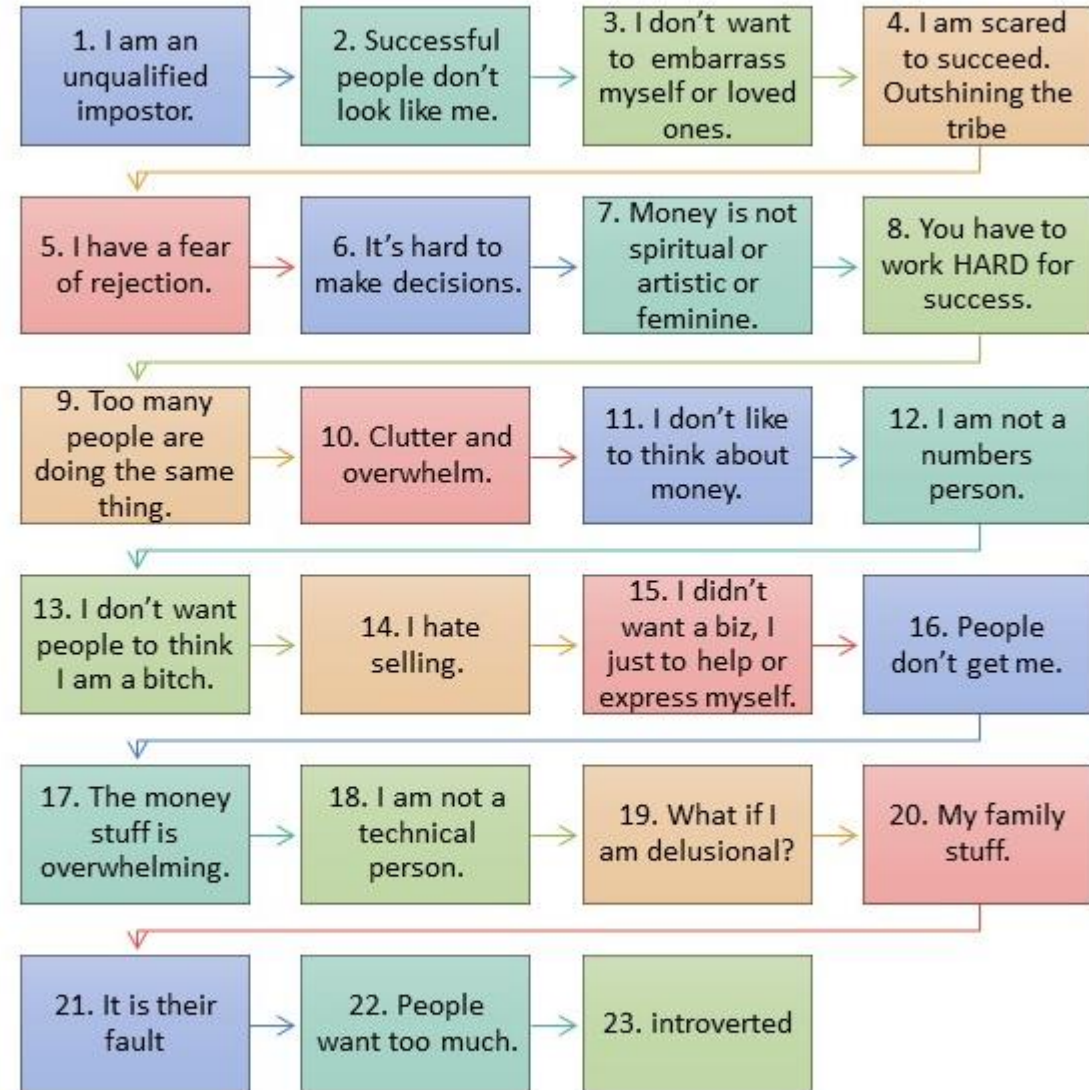 1. I am an
unqualified
impostor.
2. Successful
people don't
look like me.
3. I don't want
to embarrass
myself or loved
ones.
4. I am scared
to succeed.
Outshining the
tribe
5. I have a fear
of rejection.
6. It's hard to
make decisions.
7. Money is not
spiritual or
artistic or
feminine.
8. You have to
work HARD for
success.
9. Too many
people are
doing the same
thing.
10. Clutter and
overwhelm.
11. I don't like
to think about
money.
12. I am not a
numbers
person.
13. I don't want
people to think
I am a bitch.
14. I hate
selling.
15. I didn't
want a biz, I
just to help or
express myself.
16. People
don't get me.
17. The money
stuff is
overwhelming.
18. I am not a
technical
person.
19. What if I
am delusional?
20. My family
stuff.
21. It is their
fault
22. People
want too much.
23. introverted